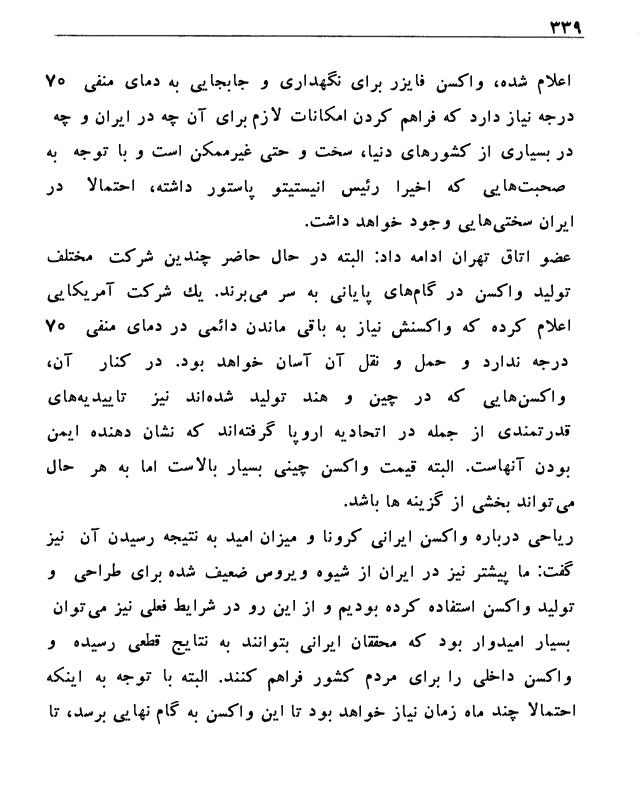 ۳۳۹
اعلام شده، واکسن فایزر برای نگهداری و جابجایی به دمای منفی ۷۰
درجه نیاز دارد که فراهم کردن امکانات لازم برای آن چه در ایران و چه
در بسیاری از کشورهای دنیا، سخت و حتی غیرممکن است و با توجه به
صحبت‌هایی که اخیرا رئیس انیستیتو پاستور داشته، احتمالا در
ایران سختی‌هایی وجود خواهد داشت.
عضو اتاق تهران ادامه داد: البته در حال حاضر چندین شرکت مختلف
تولید واکسن در گام‌های پایانی به سر می‌برند. یك شرکت آمریکایی
اعلام کرده که واکسنش نیاز به باقی ماندن دائمی در دمای منفی ۷۰
درجه ندارد و حمل و نقل آن آسان خواهد بود. در کنار آن،
واکسن‌هایی که در چین و هند تولید شده‌اند نیز تاییدیه‌های
قدرتمندی از جمله در اتحادیه اروپا گرفته‌اند که نشان دهنده ایمن
بودن آنهاست. البته قیمت واکسن چینی بسیار بالاست اما به هر حال
می‌تواند بخشی از گزینه ها باشد.
ریاحی درباره واکسن ایرانی کرونا و میزان امید به نتیجه رسیدن آن نیز
گفت: ما پیشتر نیز در ایران از شیوه ویروس ضعیف شده برای طراحی و
تولید واکسن استفاده کرده بودیم و از این رو در شرایط فعلی نیز می‌توان
بسیار امیدوار بود که محققان ایرانی بتوانند به نتایج قطعی رسیده و
واکسن داخلی را برای مردم کشور فراهم کنند. البته با توجه به اینکه
احتمالا چند ماه زمان نیاز خواهد بود تا این واکسن به گام نهایی برسد، تا